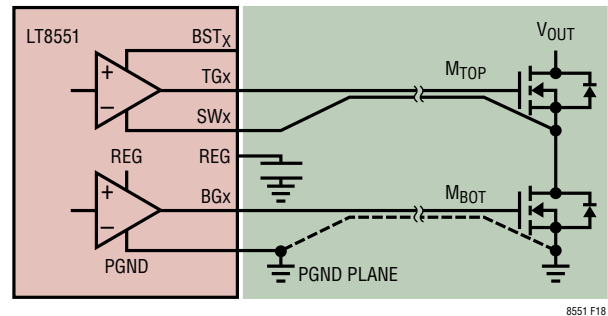 LT8551
BSTX
VOUT
+
TGx
MTOP
–
SWx
REG
REG
+
BGx
MBOT
–
PGND
PGND PLANE
8551 F18